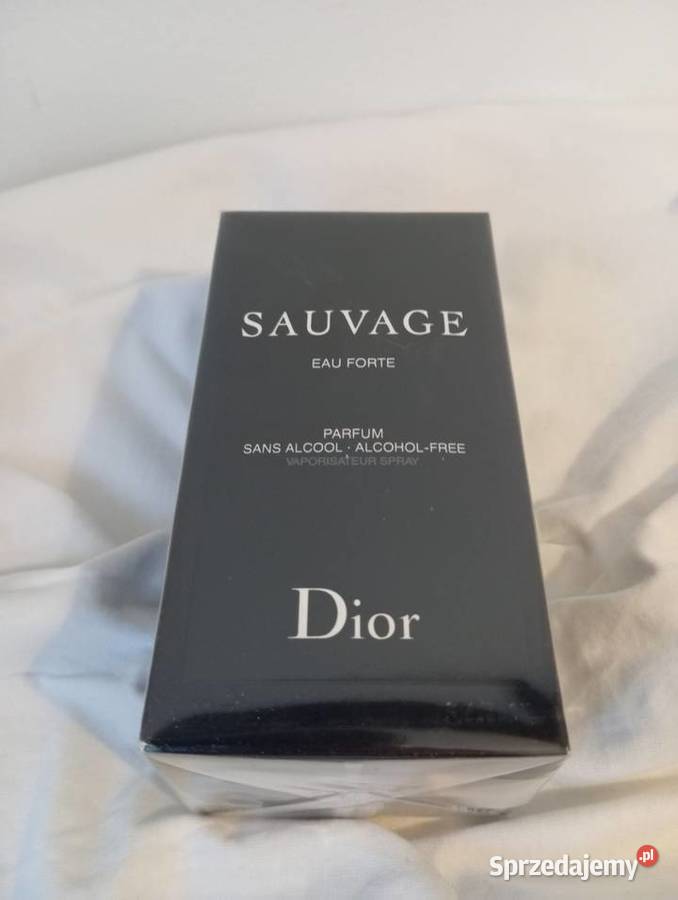 SAUVAGE
EAU FORTE
PARFUM
SANS ALCOOL · ALCOHOL-FREE
VAPORISATEUR SPRAY
Dior
Sprzedajemy.pl